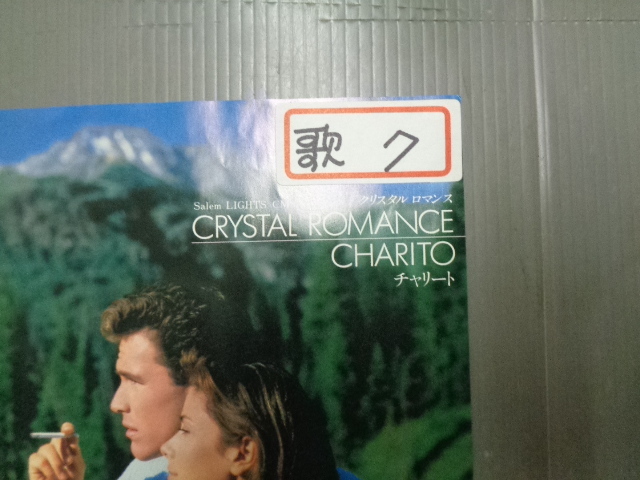 歌 ク
Salem LIGHTS クリスタル ロマンス
CRYSTAL ROMANCE
CHARITO
チャリート